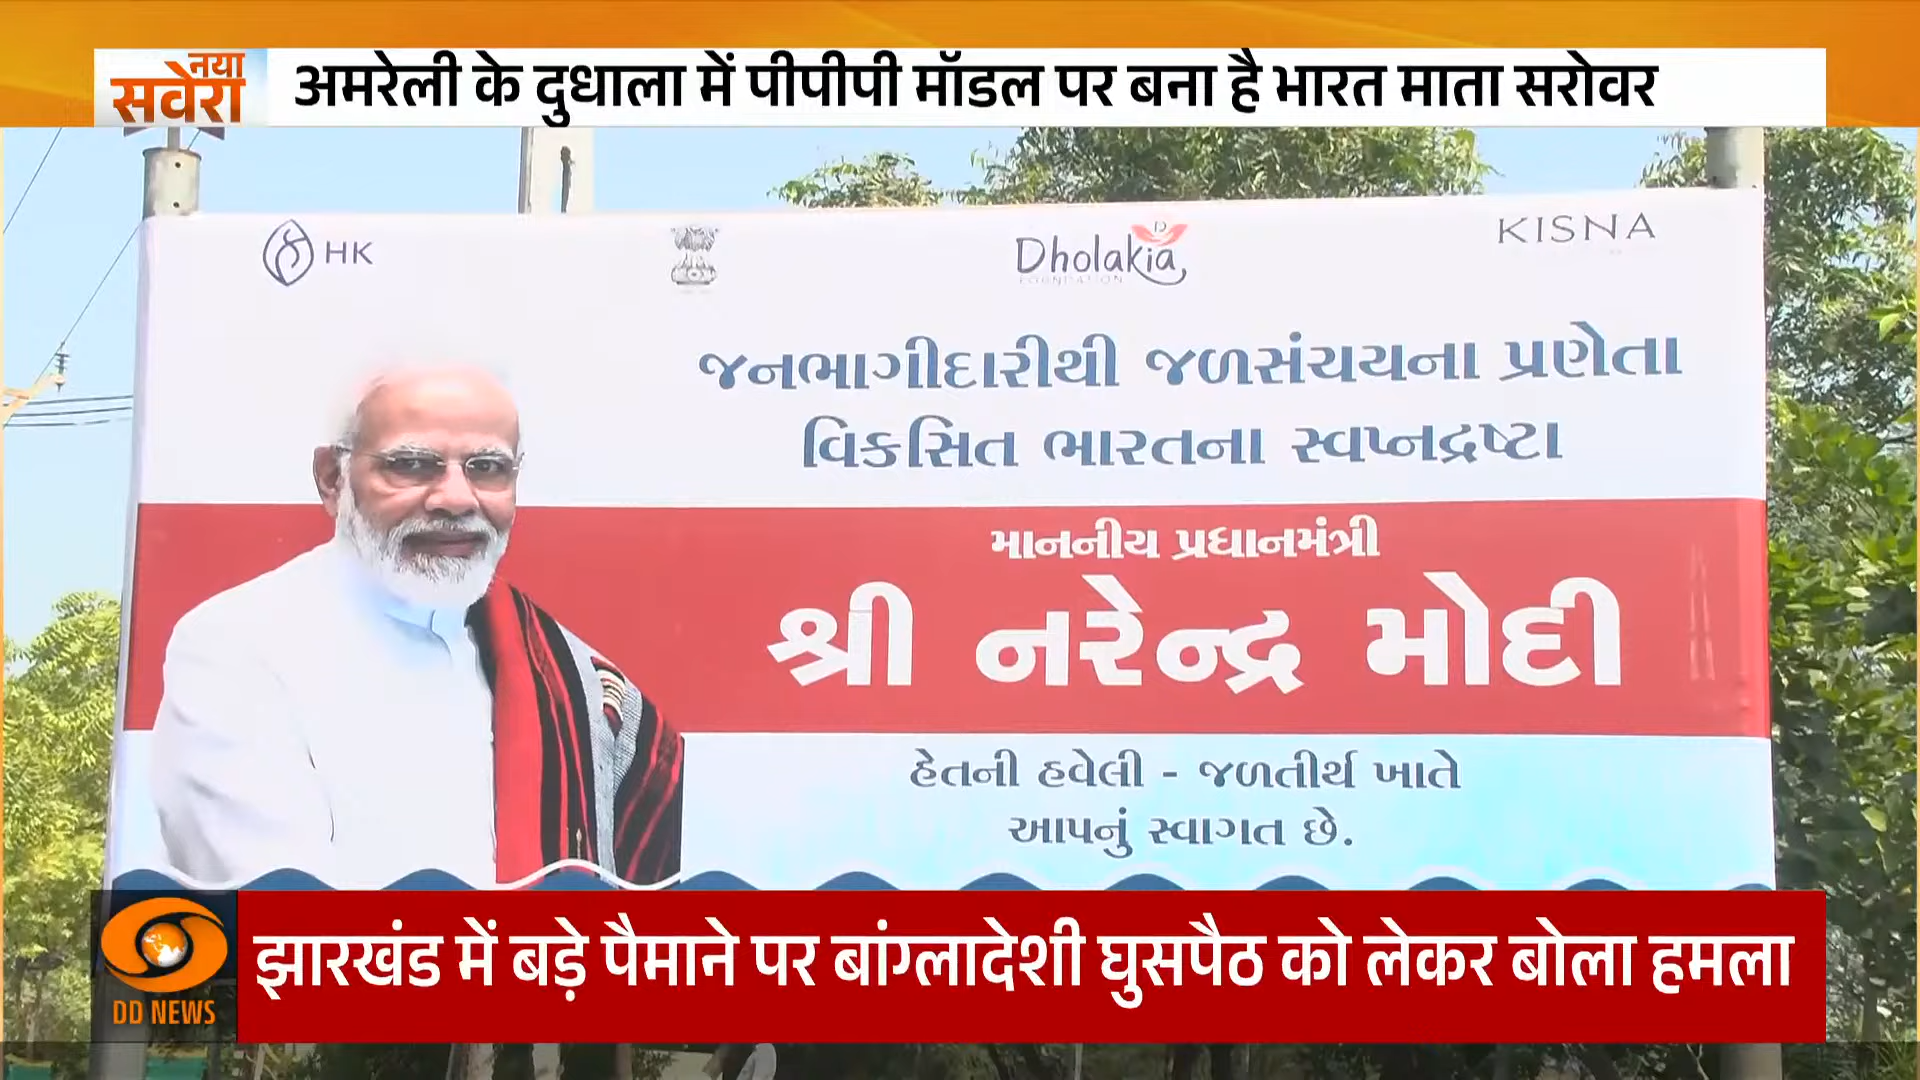 नया
सवेरा
अमरेली के दुधाला में पीपीपी मॉडल पर बना है भारत माता सरोवर
HK
Dholakia
FOUNDATION
KISNA
જનભાગીદારીથી જળસંચયના પ્રણેતા
વિકસિત ભારતના સ્વપ્નદ્રષ્ટા
માનનીય પ્રધાનમંત્રી
શ્રી નરેન્દ્ર મોદી
હેતની હવેલી - જળતીર્થ ખાતે
આપનું સ્વાગત છે.
DD NEWS
झारखंड में बड़े पैमाने पर बांग्लादेशी घुसपैठ को लेकर बोला हमला